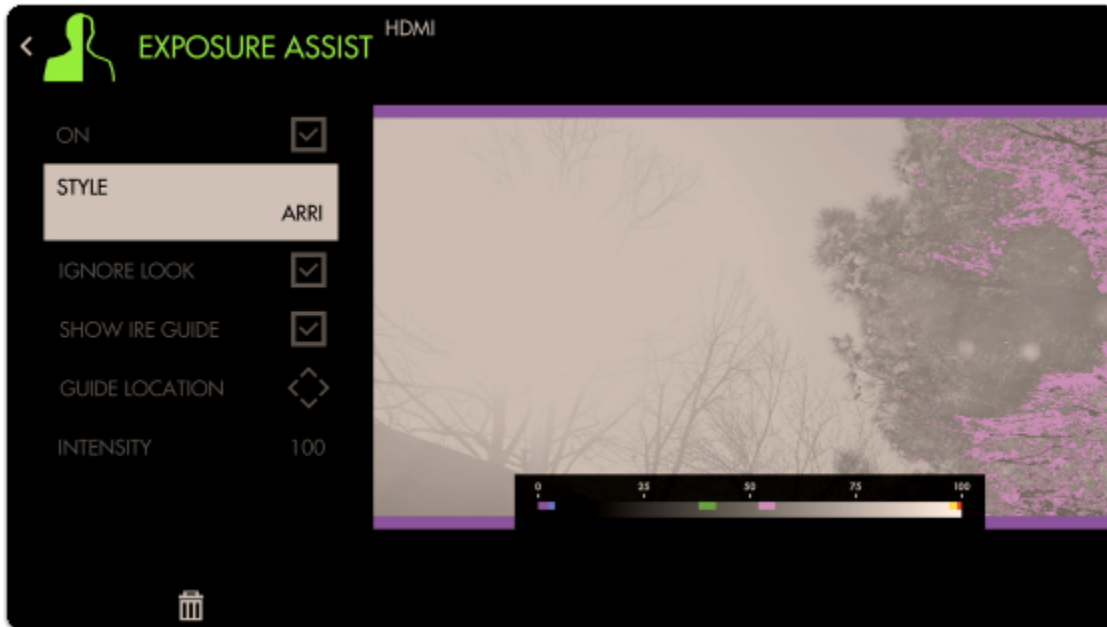 EXPOSURE ASSIST
HDMI
ON
STYLE
ARRI
IGNORE LOOK
SHOW IRE GUIDE
GUIDE LOCATION
INTENSITY 100
0 25 50 75 100